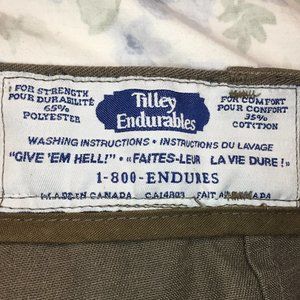 FOR STRENGTH
POUR DURABILITÉ
65%
POLYESTER
Tilley
Endurables
FOR COMFORT
POUR COMFORT
35%
COTTON
WASHING INSTRUCTIONS • INSTRUCTIONS DU LAVAGE
"GIVE 'EM HELL!" • «FAITES-LEUR LA VIE DURE!»
1-800-ENDURES
MADE IN CANADA CA14803 FAIT AU CANADA